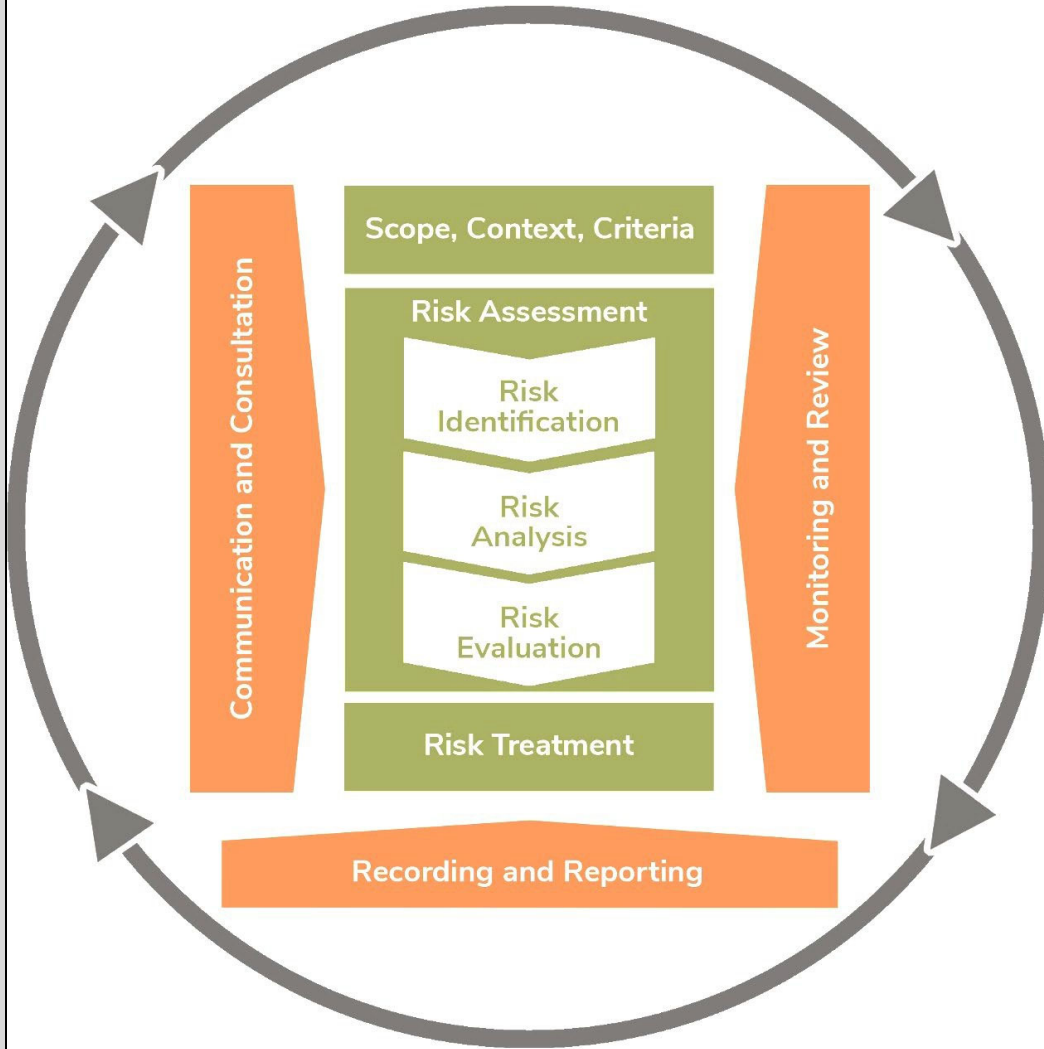 Scope, Context, Criteria
Risk Assessment
Risk
Identification
Risk
Analysis
Risk
Evaluation
Risk Treatment
Communication and Consultation
Monitoring and Review
Recording and Reporting